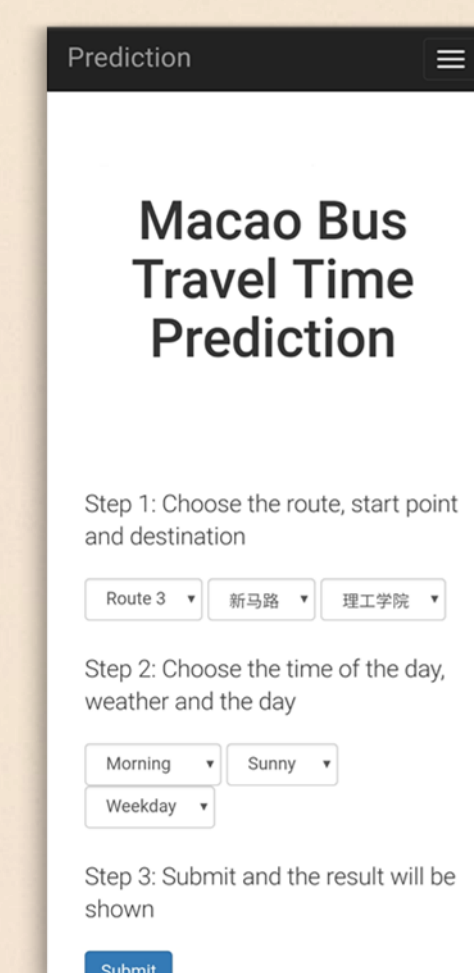 Prediction
Macao Bus
Travel Time
Prediction
Step 1: Choose the route, start point
and destination
Route 3 新马路 理工学院
Step 2: Choose the time of the day,
weather and the day
Morning Sunny
Weekday
Step 3: Submit and the result will be
shown
Submit